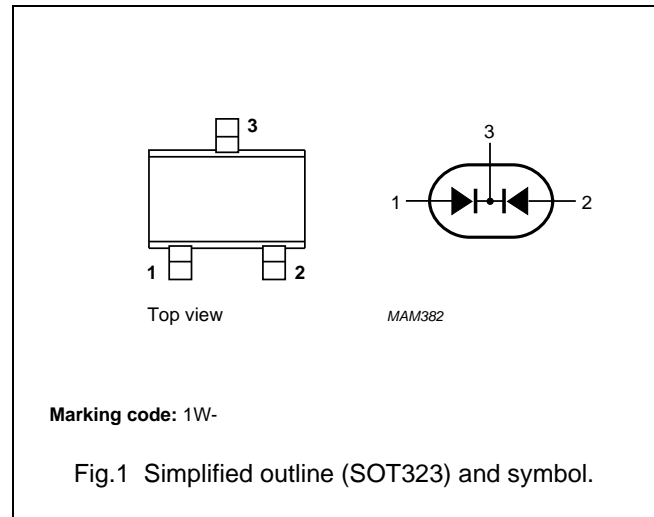 3
1
2
Top view
3
1
2
MAM382
Marking code: 1W-
Fig.1 Simplified outline (SOT323) and symbol.